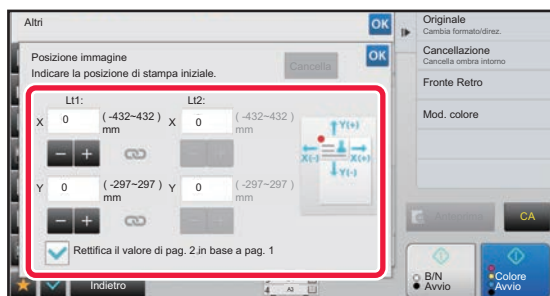 Altri
OK
Posizione immagine
Indicare la posizione di stampa iniziale.
Cancella
OK
Lt1:
Lt2:
X
0
(-432~432)
mm
X
0
(-432~432)
mm
Y(+)
X(-)
X(+)
Y(-)
Y
0
(-297~297)
mm
Y
0
(-297~297)
mm
Rettifica il valore di pag. 2,in base a pag. 1
Indietro
4
A3
Originale
Cambia formato/direz.
Cancellazione
Cancella ombra intorno
Fronte Retro
Mod. colore
CA
B/N
Avvio
Colore
Avvio